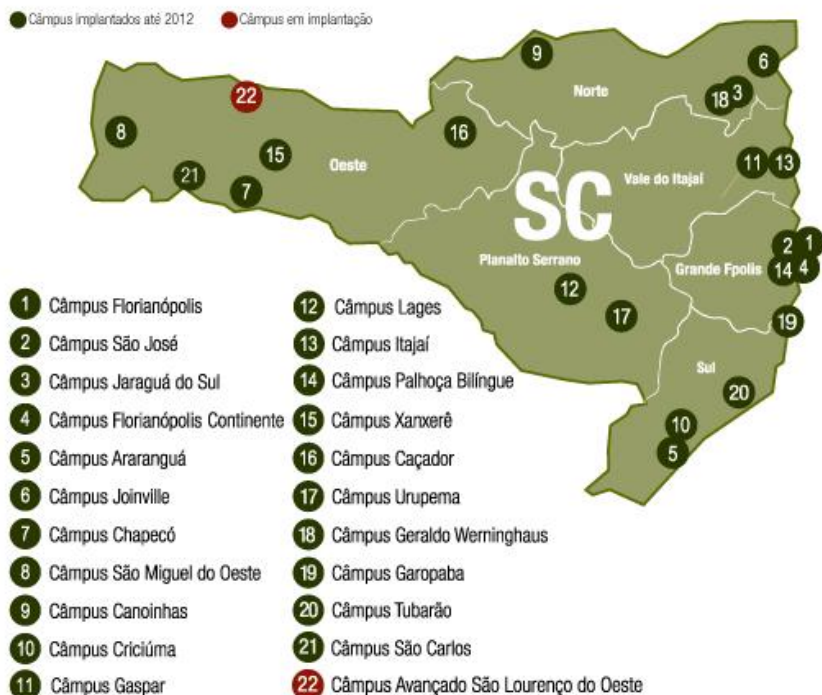 Câmpus implantados até 2012
Câmpus em implantação
9
6
Norte
22
18
3
8
16
15
Oeste
21
7
Vale do Itajaí
11
13
SC
2
1
Planalto Serrano
Grande Fpolis
14
4
12
17
19
Sul
20
10
5
1 Câmpus Florianópolis
2 Câmpus São José
3 Câmpus Jaraguá do Sul
4 Câmpus Florianópolis Continente
5 Câmpus Araranguá
6 Câmpus Joinville
7 Câmpus Chapecó
8 Câmpus São Miguel do Oeste
9 Câmpus Canoinhas
10 Câmpus Criciúma
11 Câmpus Gaspar
12 Câmpus Lages
13 Câmpus Itajaí
14 Câmpus Palhoça Bilíngue
15 Câmpus Xanxerê
16 Câmpus Caçador
17 Câmpus Urupema
18 Câmpus Geraldo Werninghaus
19 Câmpus Garopaba
20 Câmpus Tubarão
21 Câmpus São Carlos
22 Câmpus Avançado São Lourenço do Oeste